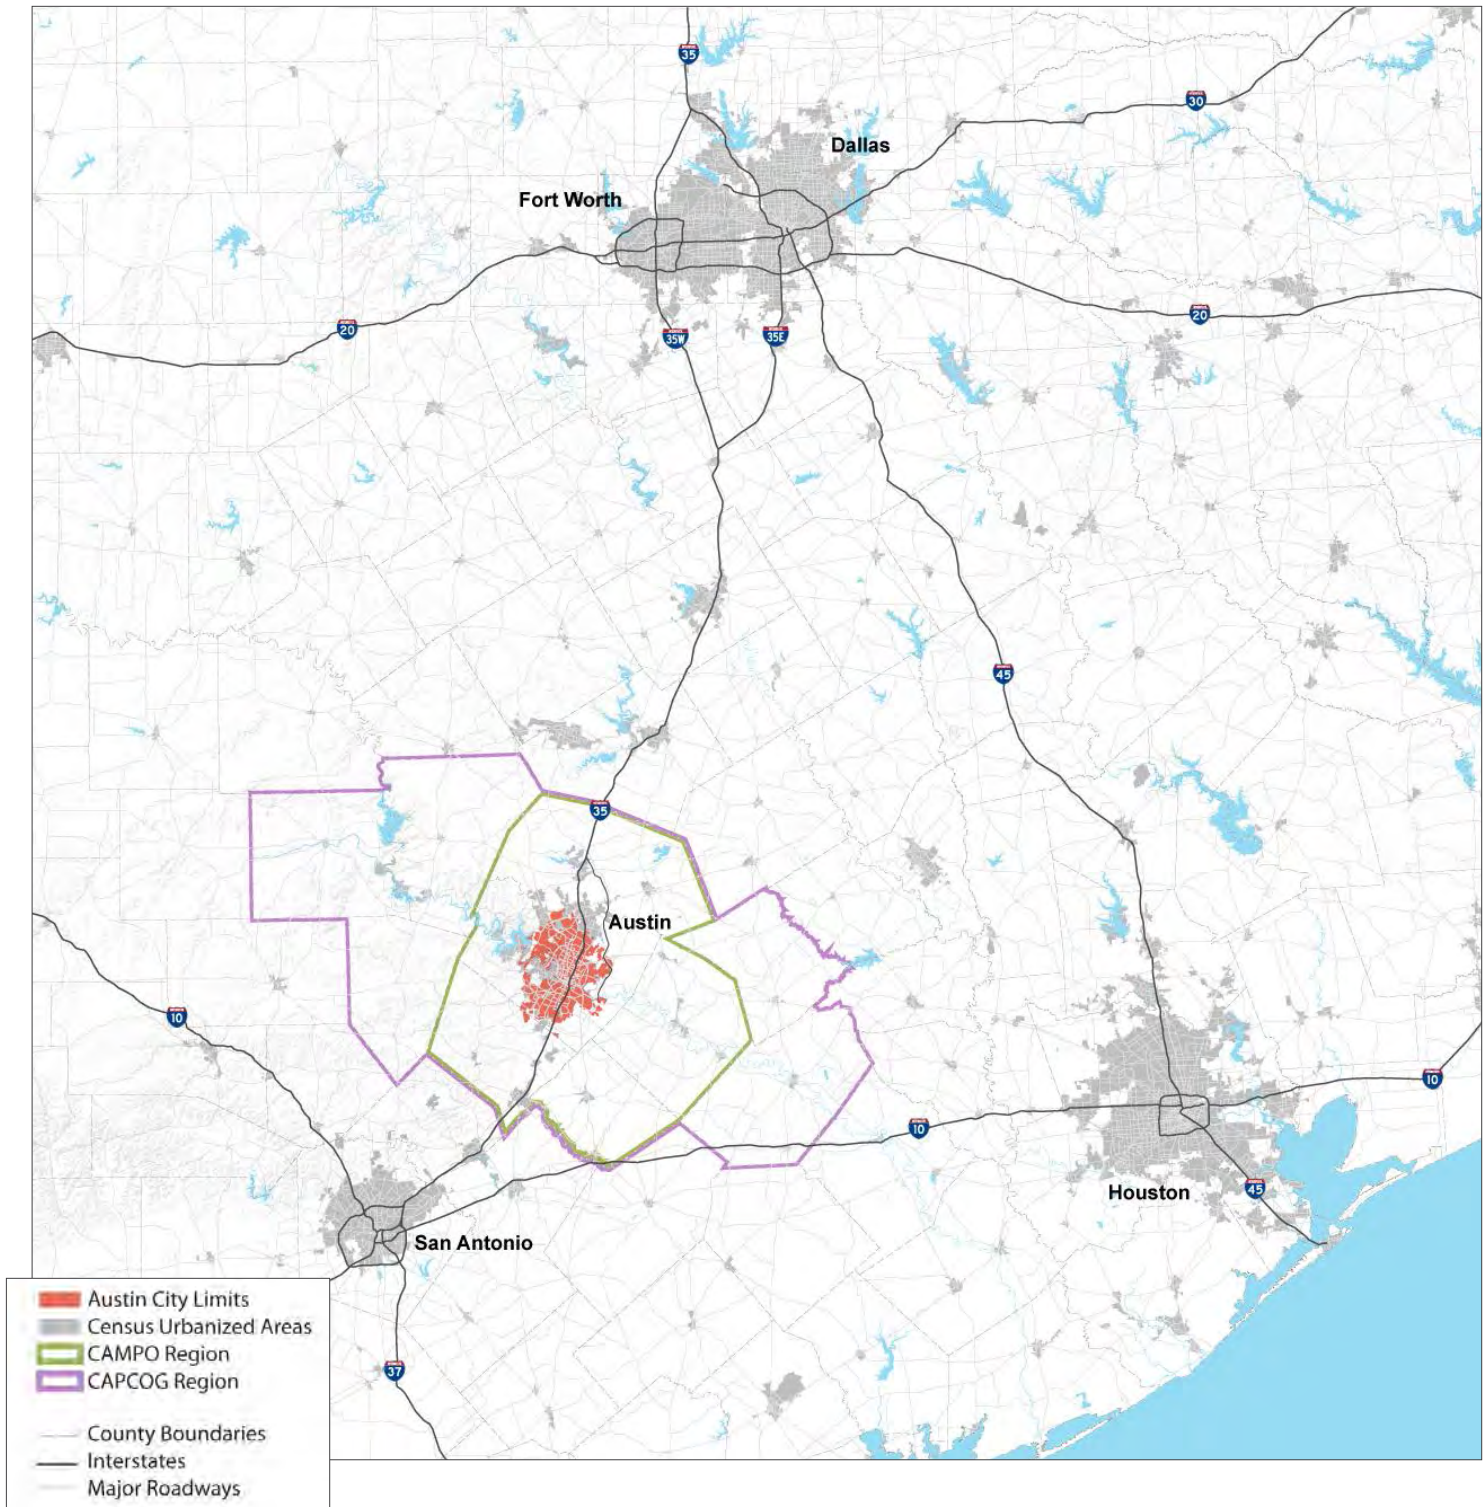 35
30
Dallas
Fort Worth
20
20
35W
35E
45
35
Austin
10
10
10
Houston
45
San Antonio
37
Austin City Limits
Census Urbanized Areas
CAMPO Region
CAPCOG Region
County Boundaries
Interstates
Major Roadways